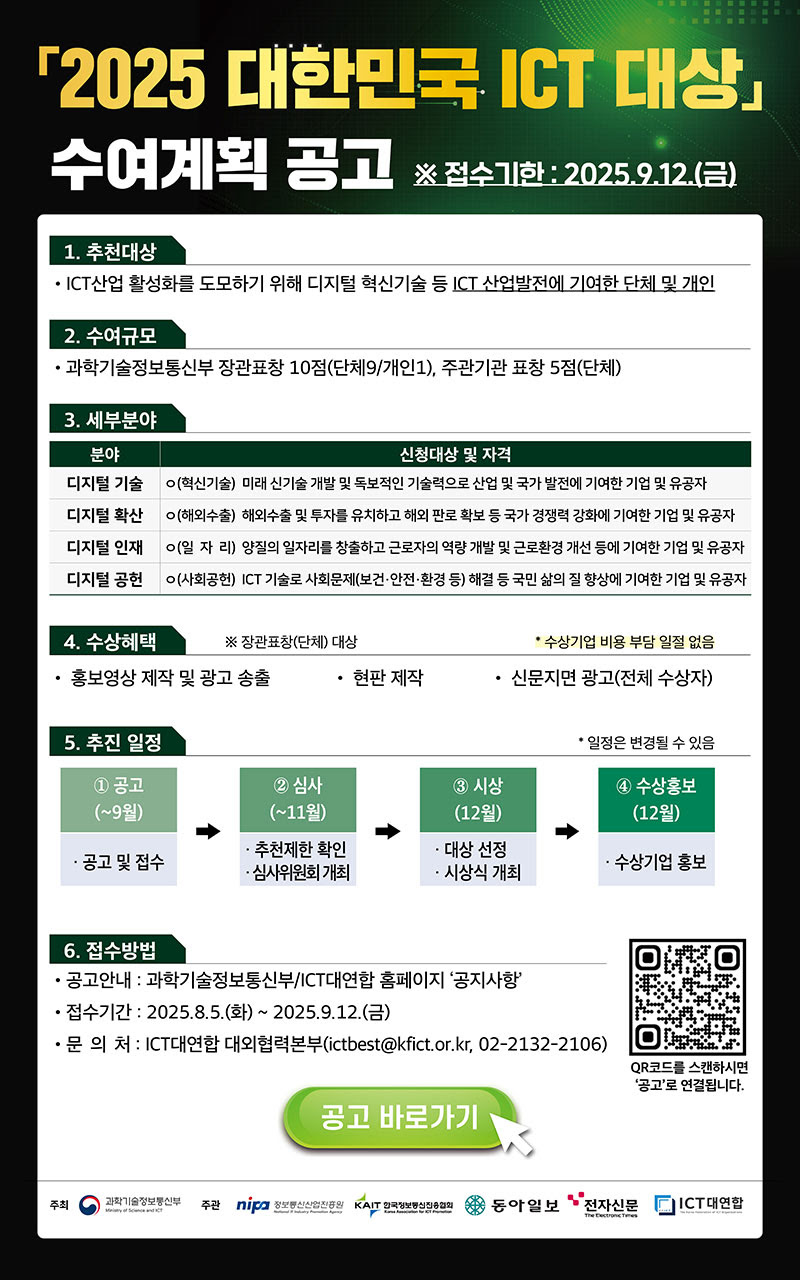 「2025 대한민국 ICT 대상」
수여계획 공고 ※ 접수기한 : 2025.9.12.(금)
1. 추천대상
• ICT산업 활성화를 도모하기 위해 디지털 혁신기술 등 ICT 산업발전에 기여한 단체 및 개인
2. 수여규모
• 과학기술정보통신부 장관표창 10점(단체9/개인1), 주관기관 표창 5점(단체)
3. 세부분야
분야 신청대상 및 자격
디지털 기술 ㅇ(혁신기술) 미래 신기술 개발 및 독보적인 기술력으로 산업 및 국가 발전에 기여한 기업 및 유공자
디지털 확산 ㅇ(해외수출) 해외수출 및 투자를 유치하고 해외 판로 확보 등 국가 경쟁력 강화에 기여한 기업 및 유공자
디지털 인재 ㅇ(일 자 리) 양질의 일자리를 창출하고 근로자의 역량 개발 및 근로환경 개선 등에 기여한 기업 및 유공자
디지털 공헌 ㅇ(사회공헌) ICT 기술로 사회문제(보건·안전·환경 등) 해결 등 국민 삶의 질 향상에 기여한 기업 및 유공자
4. 수상혜택 ※ 장관표창(단체) 대상 * 수상기업 비용 부담 일절 없음
• 홍보영상 제작 및 광고 송출 • 현판 제작 • 신문지면 광고(전체 수상자)
5. 추진 일정 * 일정은 변경될 수 있음
① 공고
(~9월)
· 공고 및 접수
② 심사
(~11월)
· 추천제한 확인
· 심사위원회 개최
③ 시상
(12월)
· 대상 선정
· 시상식 개최
④ 수상홍보
(12월)
· 수상기업 홍보
6. 접수방법
• 공고안내 : 과학기술정보통신부/ICT대연합 홈페이지 ‘공지사항’
• 접수기간 : 2025.8.5.(화) ~ 2025.9.12.(금)
• 문 의 처 : ICT대연합 대외협력본부(ictbest@kfict.or.kr, 02-2132-2106)
QR코드를 스캔하시면
‘공고’로 연결됩니다.
공고 바로가기
주최 과학기술정보통신부
Ministry of Science and ICT
주관 nipa 정보통신산업진흥원
National IT Industry Promotion Agency
KAIT 한국정보통신진흥협회
Korea Association for ICT Promotion
동아일보
전자신문
The Electronic Times
ICT대연합